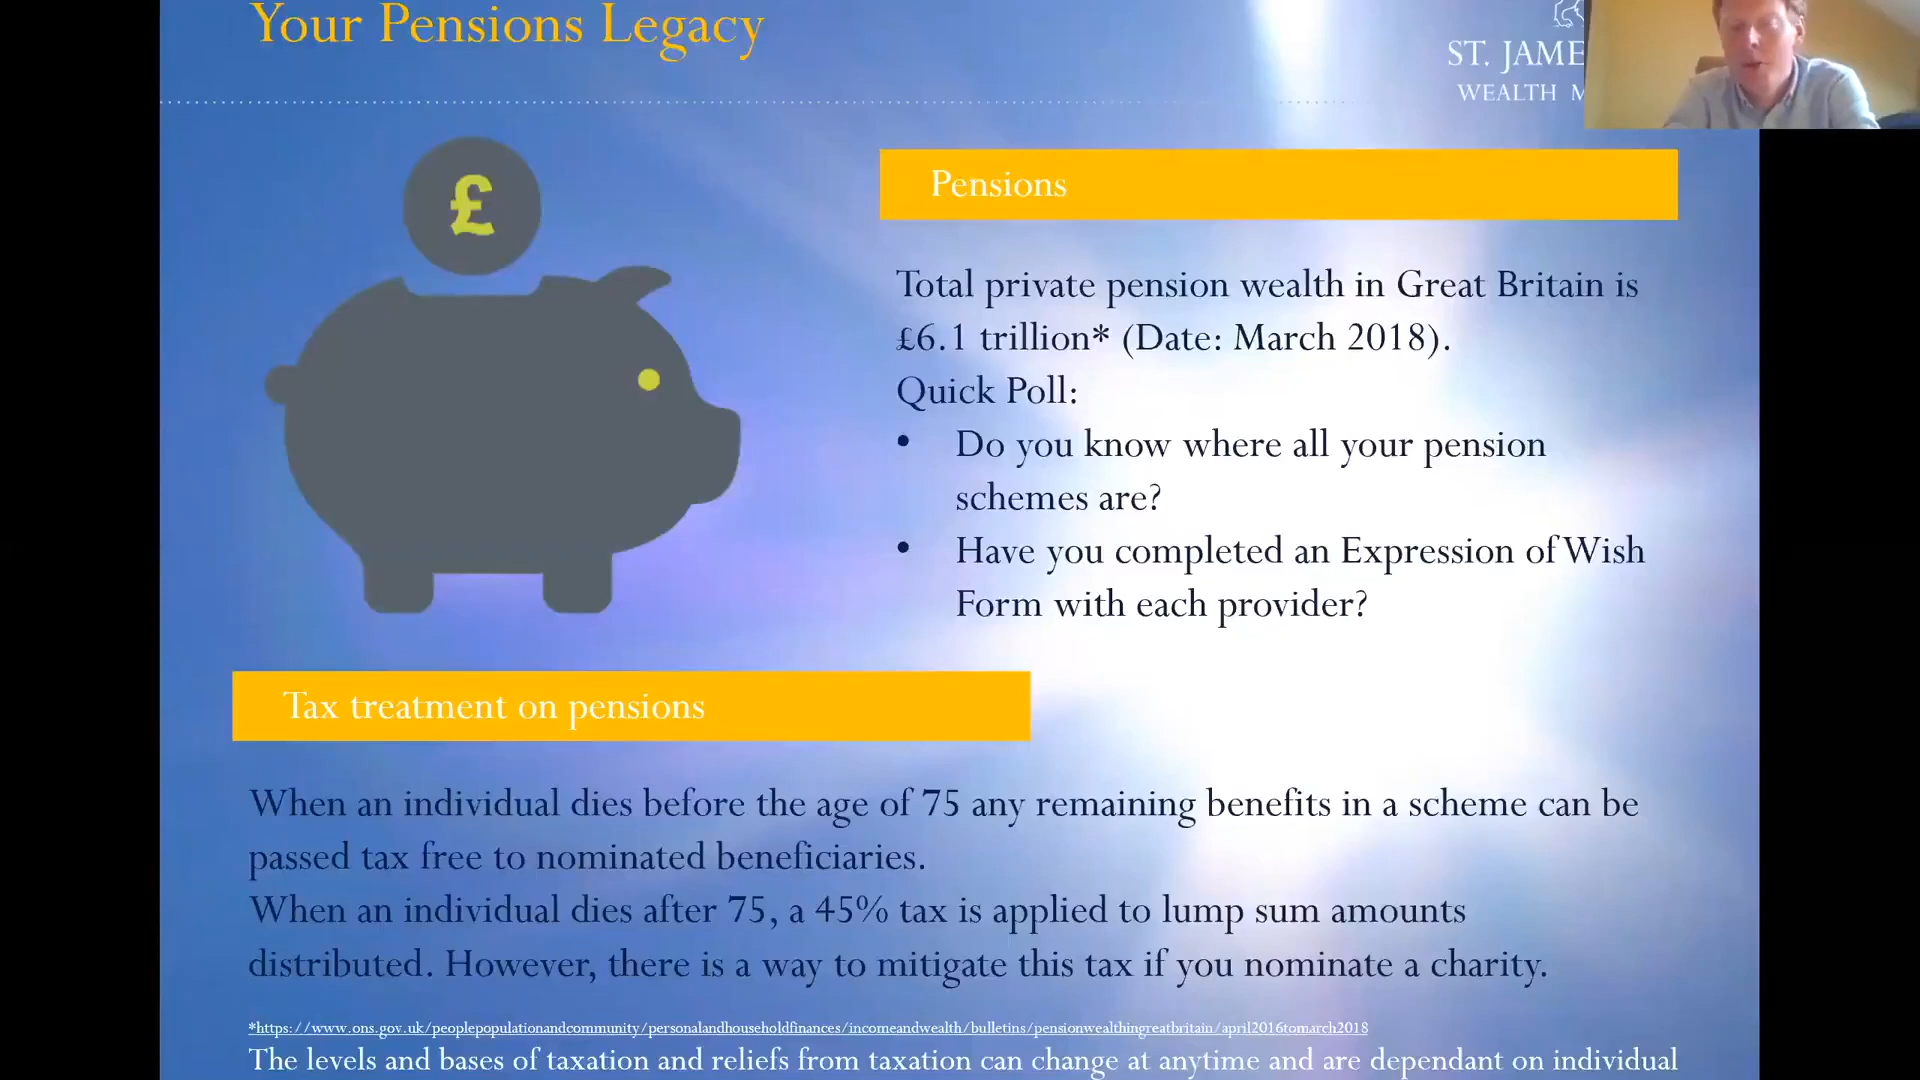 Your Pensions Legacy
ST. JAME
WEALTH M
£
Pensions
Total private pension wealth in Great Britain is
£6.1 trillion* (Date: March 2018).
Quick Poll:
• Do you know where all your pension
schemes are?
• Have you completed an Expression of Wish
Form with each provider?
Tax treatment on pensions
When an individual dies before the age of 75 any remaining benefits in a scheme can be
passed tax free to nominated beneficiaries.
When an individual dies after 75, a 45% tax is applied to lump sum amounts
distributed. However, there is a way to mitigate this tax if you nominate a charity.
*https://www.ons.gov.uk/peoplepopulationandcommunity/personalandhouseholdfinances/incomeandwealth/bulletins/pensionwealthingreatbritain/april2016tomarch2018
The levels and bases of taxation and reliefs from taxation can change at anytime and are dependant on individual